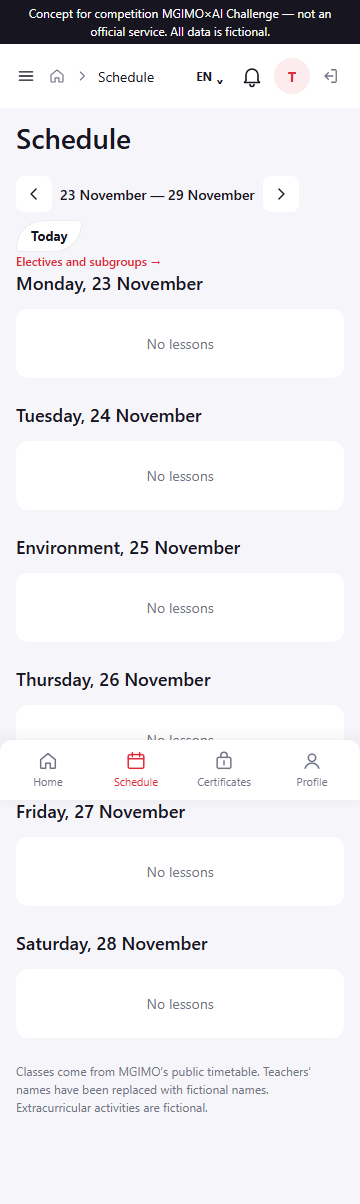 Concept for competition MGIMO×AI Challenge — not an
official service. All data is fictional.
Schedule
EN
T
Schedule
23 November — 29 November
Today
Electives and subgroups →
Monday, 23 November
No lessons
Tuesday, 24 November
No lessons
Environment, 25 November
No lessons
Thursday, 26 November
No lessons
Home
Schedule
Certificates
Profile
Friday, 27 November
No lessons
Saturday, 28 November
No lessons
Classes come from MGIMO's public timetable. Teachers'
names have been replaced with fictional names.
Extracurricular activities are fictional.